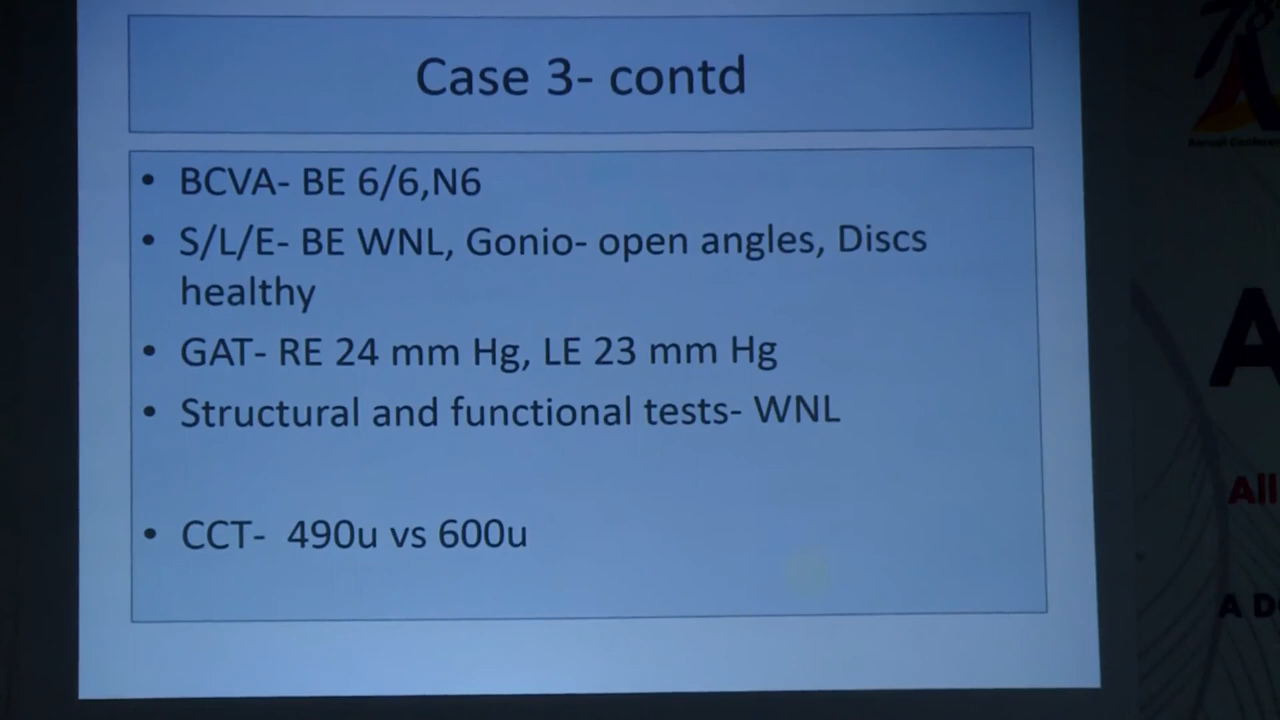 Case 3- contd
• BCVA- BE 6/6,N6
• S/L/E- BE WNL, Gonio- open angles, Discs
healthy
• GAT- RE 24 mm Hg, LE 23 mm Hg
• Structural and functional tests- WNL
• CCT- 490u vs 600u
A
All
A D